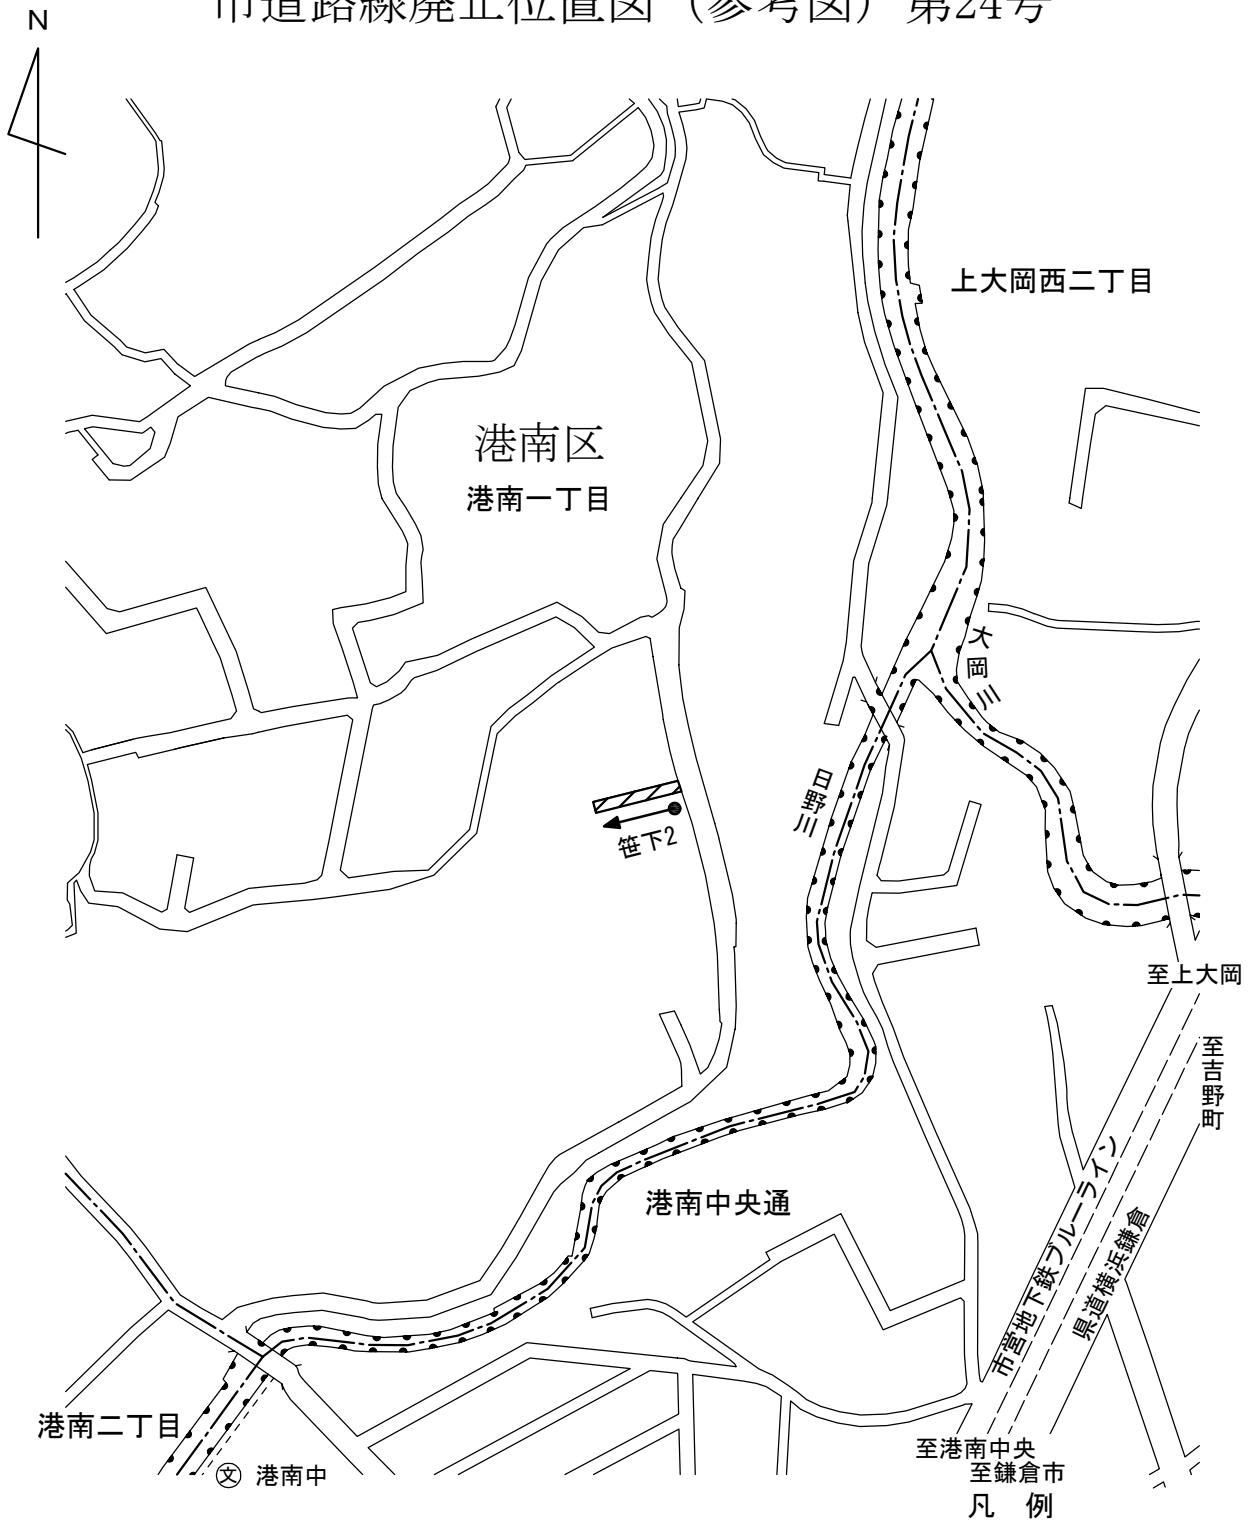 市道路線廃止位置図（参考図）第24号
N
上大岡西二丁目
港南区
港南一丁目
大岡川
日野川
笹下2
至上大岡
至吉野町
市営地下鉄ブルーライン
県道横浜鎌倉
港南中央通
港南二丁目
文 港南中
至港南中央
至鎌倉市
凡 例